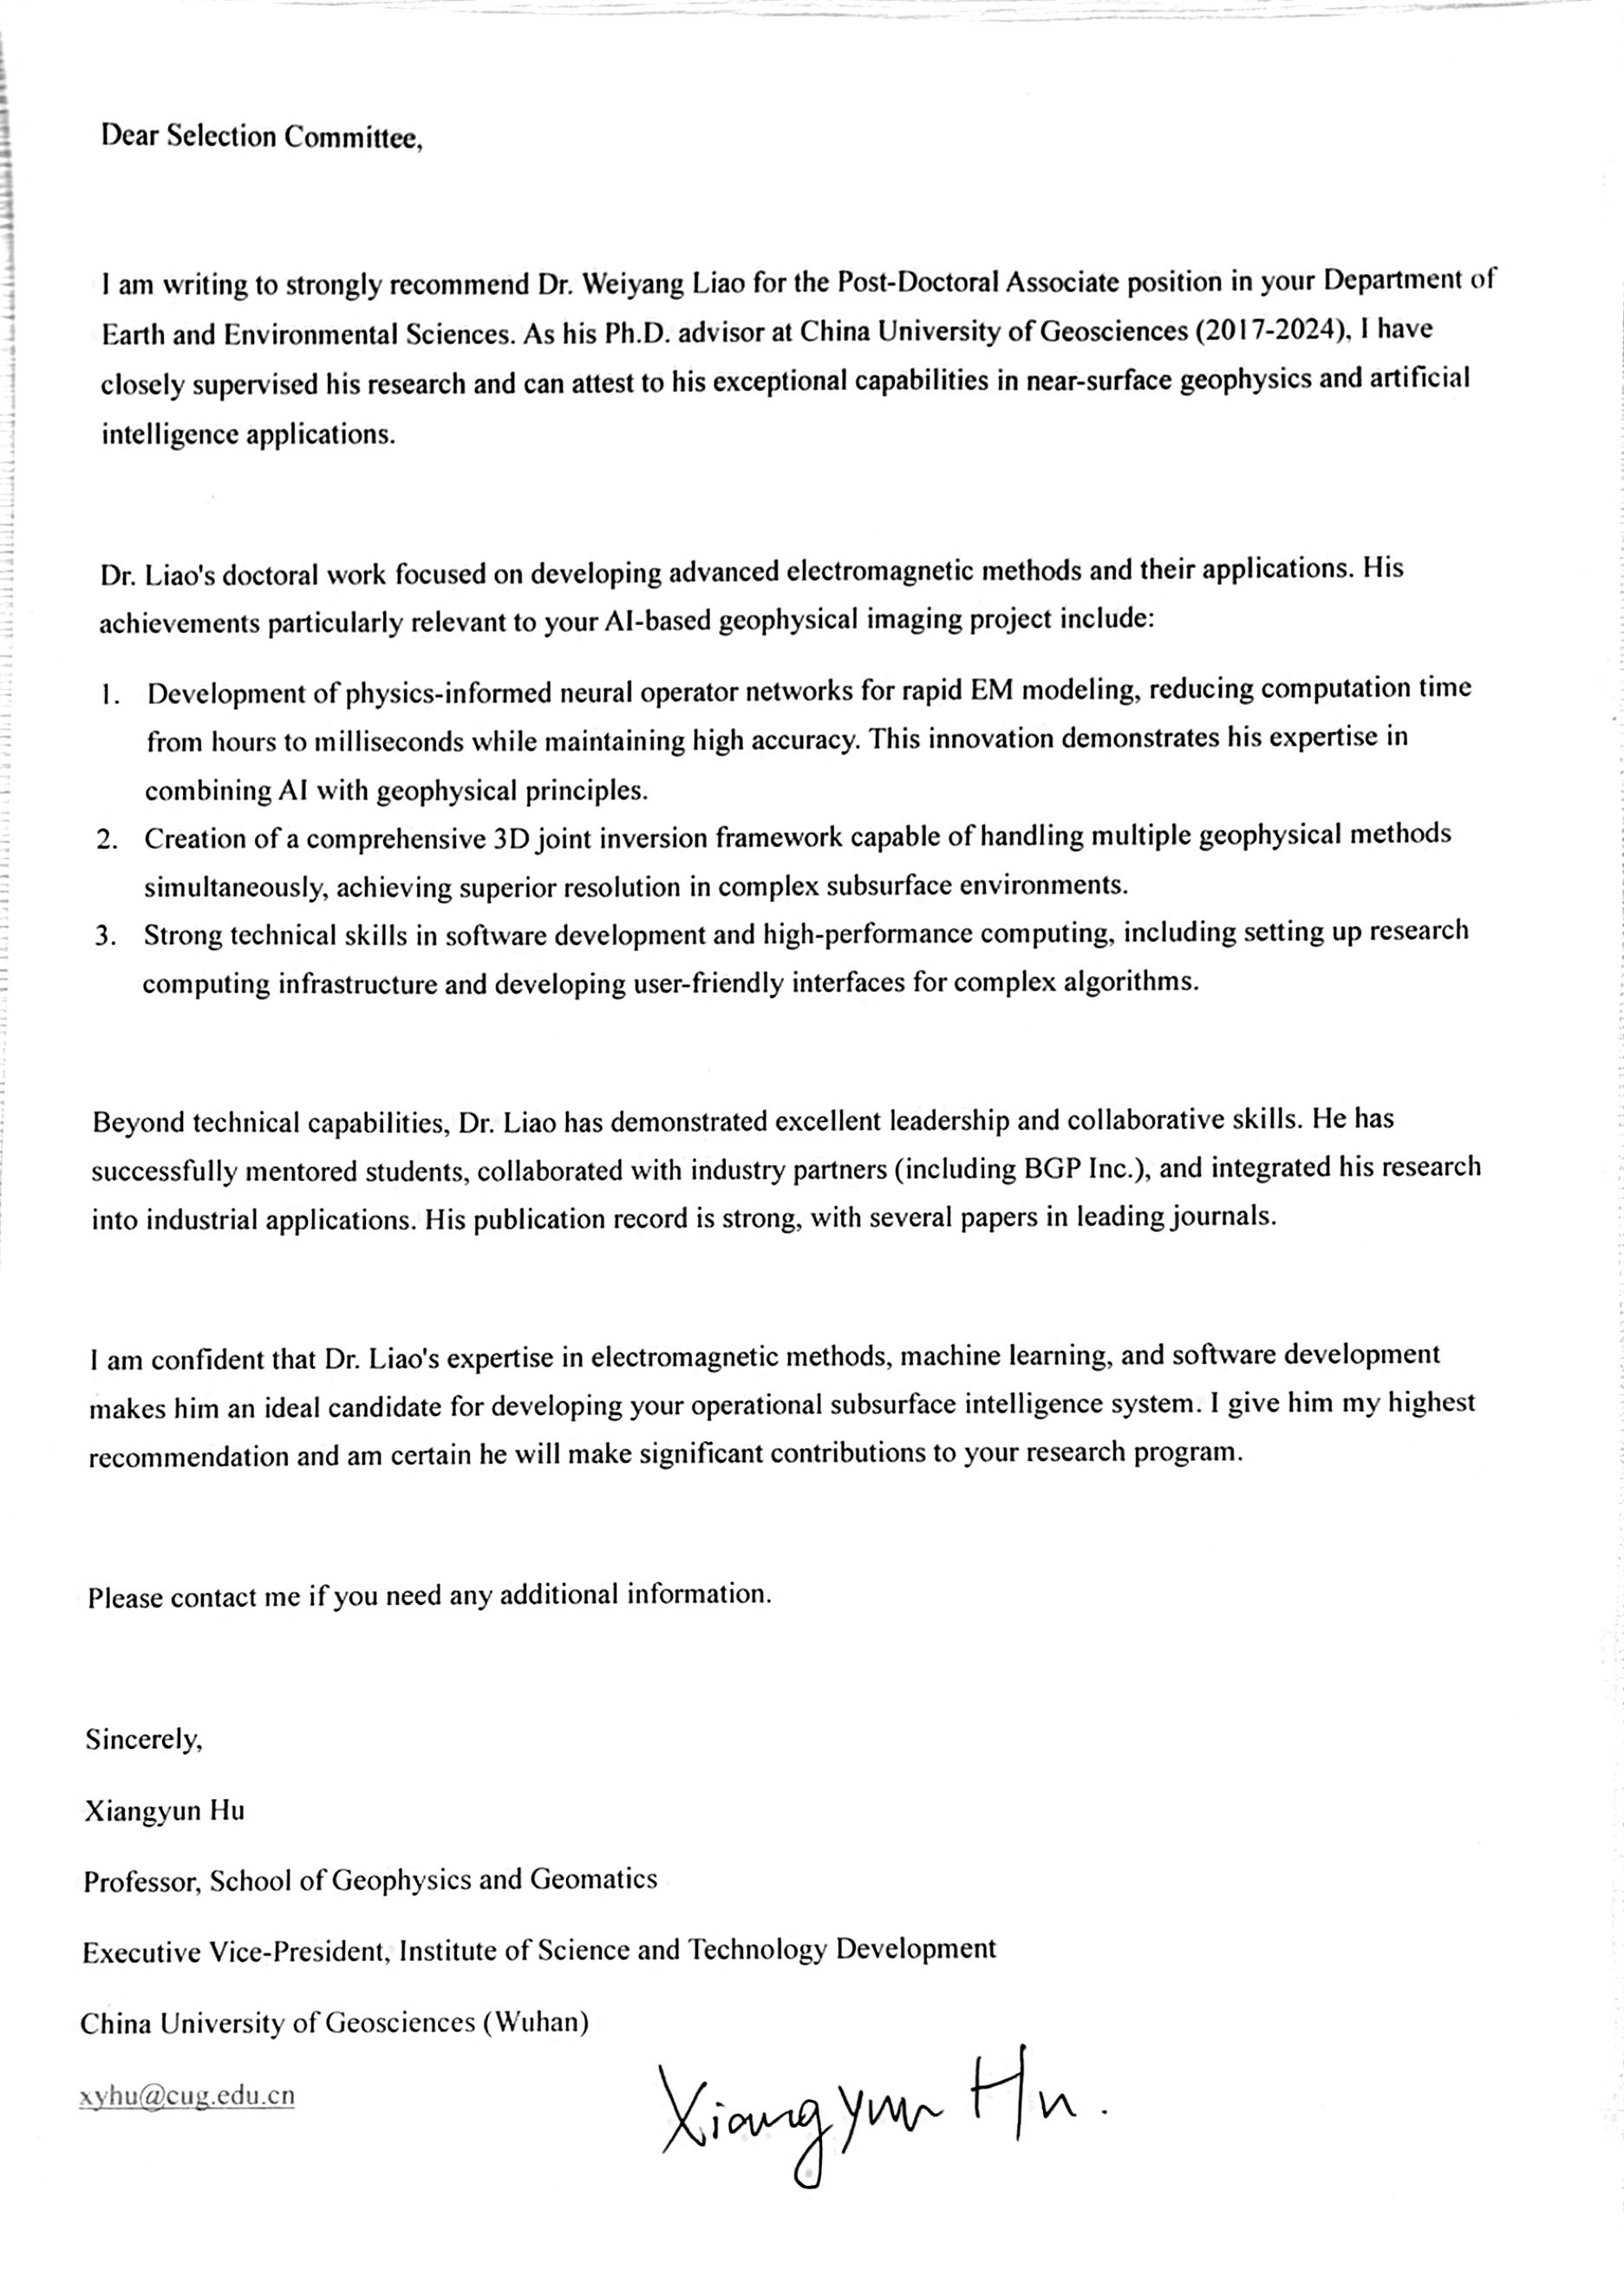 Dear Selection Committee,
I am writing to strongly recommend Dr. Weiyang Liao for the Post-Doctoral Associate position in your Department of
Earth and Environmental Sciences. As his Ph.D. advisor at China University of Geosciences (2017-2024), I have
closely supervised his research and can attest to his exceptional capabilities in near-surface geophysics and artificial
intelligence applications.
Dr. Liao's doctoral work focused on developing advanced electromagnetic methods and their applications. His
achievements particularly relevant to your AI-based geophysical imaging project include:
1. Development of physics-informed neural operator networks for rapid EM modeling, reducing computation time
from hours to milliseconds while maintaining high accuracy. This innovation demonstrates his expertise in
combining AI with geophysical principles.
2. Creation of a comprehensive 3D joint inversion framework capable of handling multiple geophysical methods
simultaneously, achieving superior resolution in complex subsurface environments.
3. Strong technical skills in software development and high-performance computing, including setting up research
computing infrastructure and developing user-friendly interfaces for complex algorithms.
Beyond technical capabilities, Dr. Liao has demonstrated excellent leadership and collaborative skills. He has
successfully mentored students, collaborated with industry partners (including BGP Inc.), and integrated his research
into industrial applications. His publication record is strong, with several papers in leading journals.
I am confident that Dr. Liao's expertise in electromagnetic methods, machine learning, and software development
makes him an ideal candidate for developing your operational subsurface intelligence system. I give him my highest
recommendation and am certain he will make significant contributions to your research program.
Please contact me if you need any additional information.
Sincerely,
Xiangyun Hu
Professor, School of Geophysics and Geomatics
Executive Vice-President, Institute of Science and Technology Development
China University of Geosciences (Wuhan)
xyhu@cug.edu.cn
Xiangyun Hu.